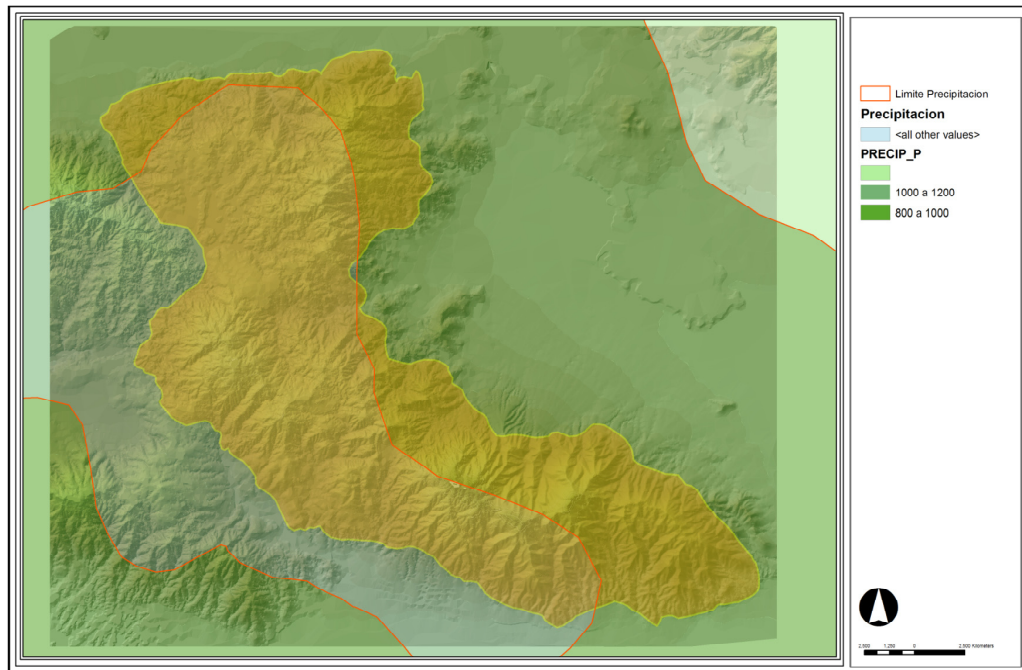 Limite Precipitacion
Precipitacion
<all other values>
PRECIP_P
1000 a 1200
800 a 1000
2,500 1,250 0 2,500 Kilometers